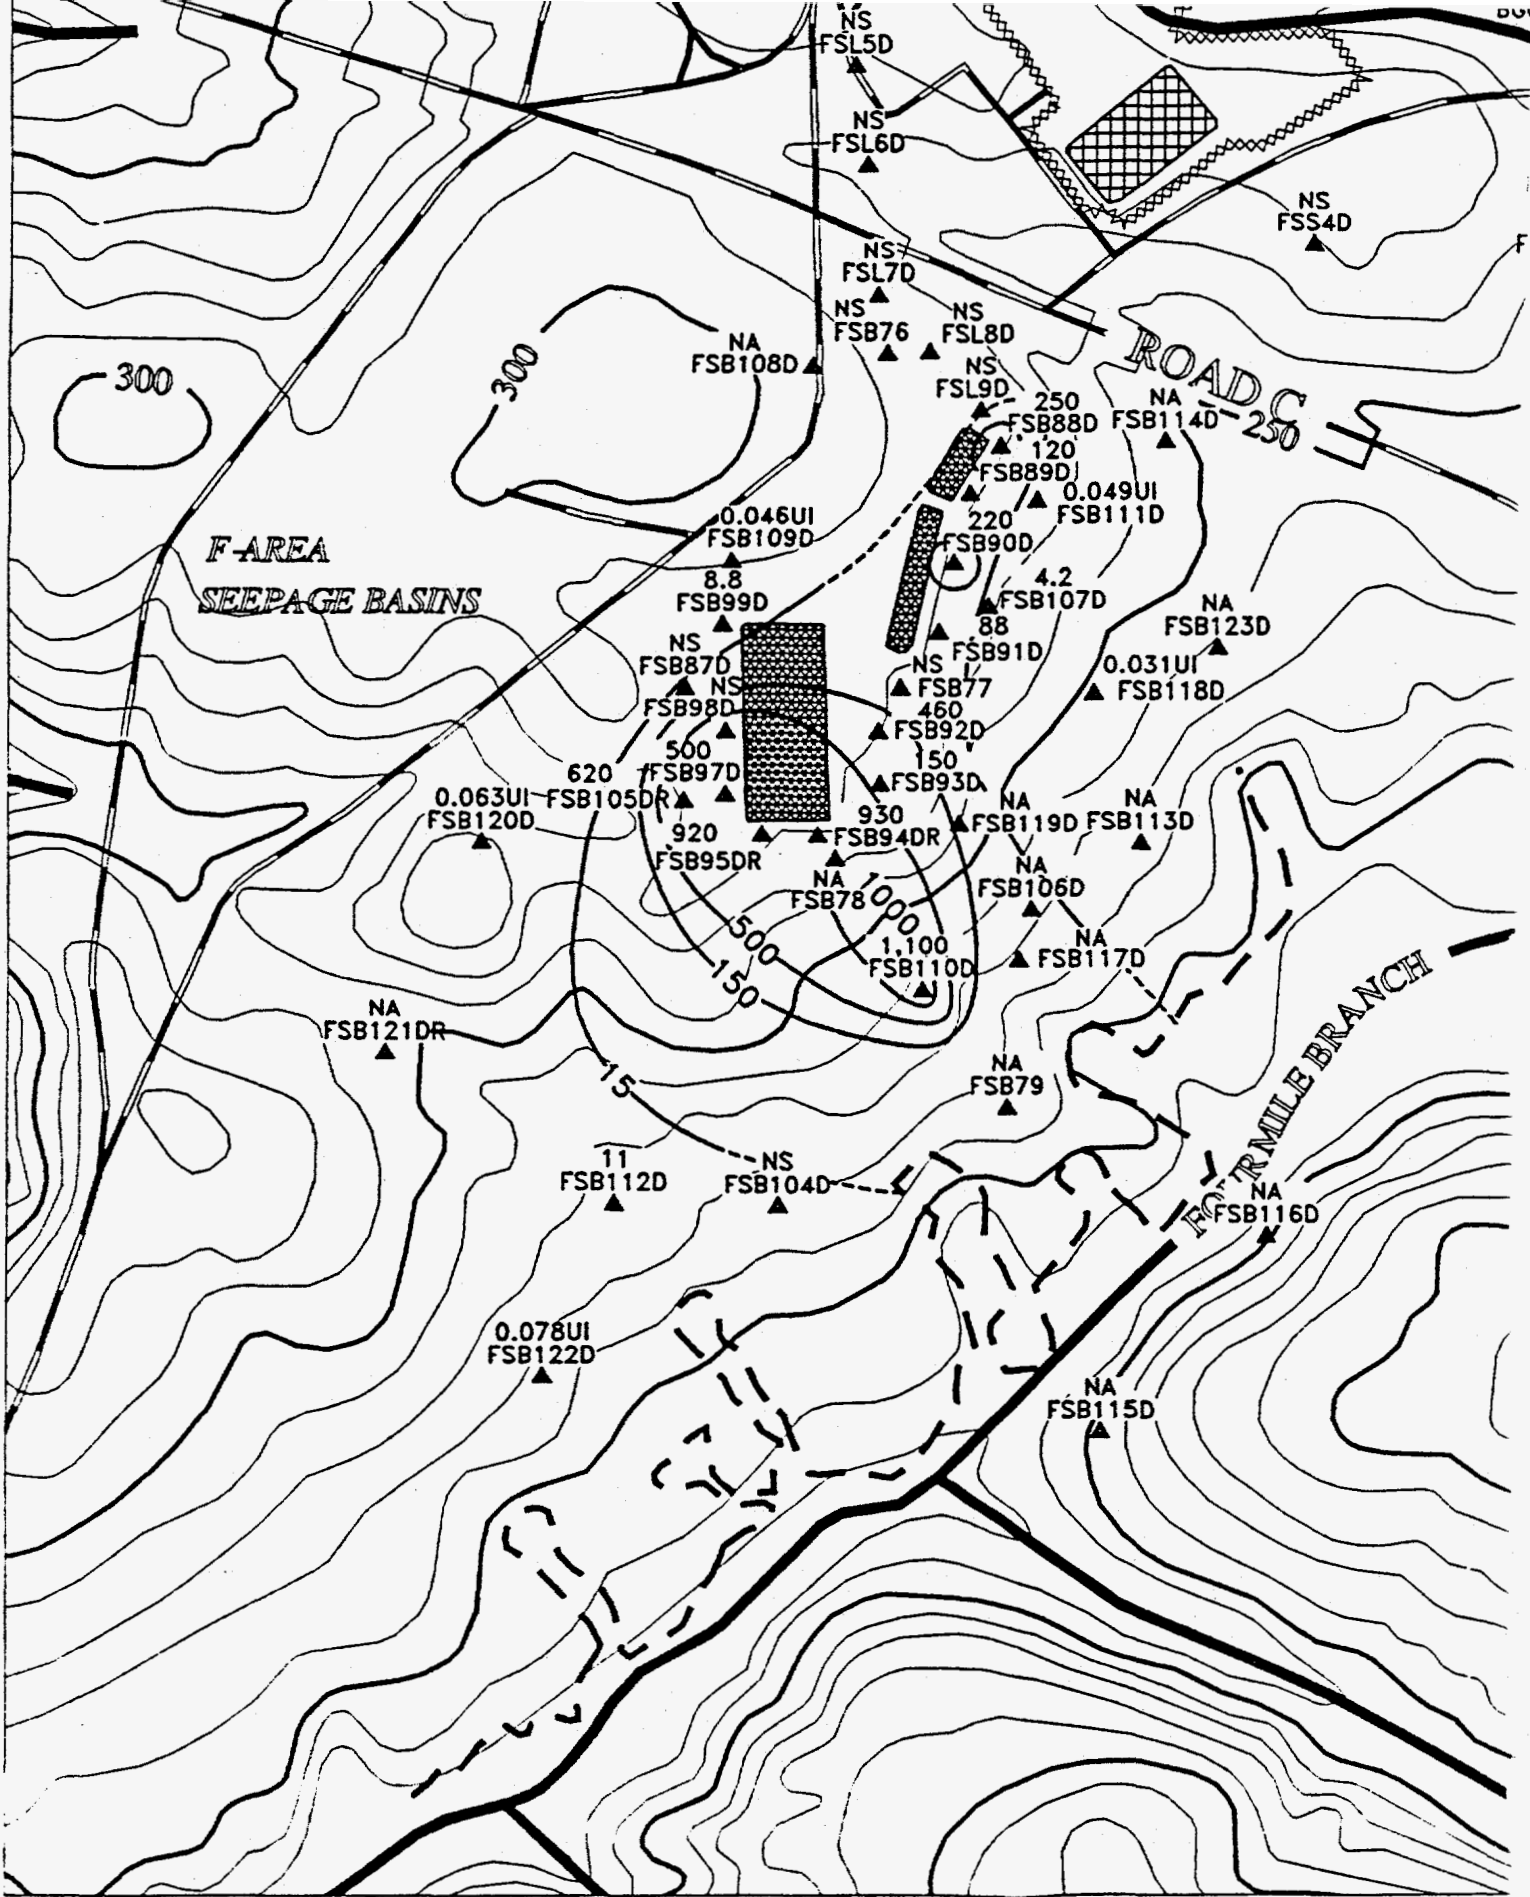 NS
FSL5D
NS
FSL6D
NS
FSS4D
F
NS
FSL7D
NS
FSB76
NS
FSL8D
NA
FSB108D
ROAD C
300
300
NS
FSL9D
250
FSB88D
NA
FSB114D
250
120
FSB89D
0.049UI
FSB111D
0.046UI
FSB109D
220
FSB90D
F-AREA
SEEPAGE BASINS
8.8
FSB99D
4.2
FSB107D
NA
FSB123D
88
FSB91D
NS
FSB87D
NS
FSB98D
NS
FSB77
0.031UI
FSB118D
460
FSB92D
500
FSB97D
150
FSB93D
620
FSB105DR
0.063UI
FSB120D
930
FSB94DR
NA
FSB119D
NA
FSB113D
920
FSB95DR
NA
FSB78
1000
NA
FSB106D
500
150
1,100
FSB110D
NA
FSB117D
NA
FSB121DR
FOURMILE BRANCH
15
NA
FSB79
11
FSB112D
NS
FSB104D
NA
FSB116D
0.078UI
FSB122D
NA
FSB115D